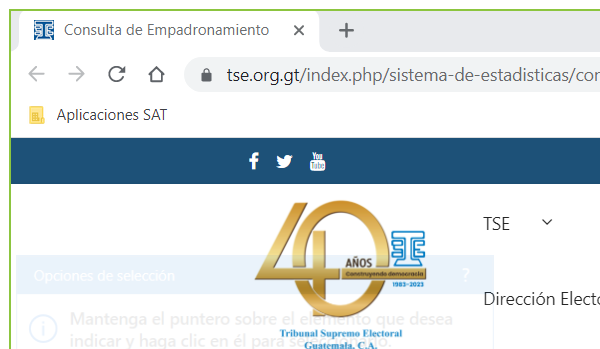 Consulta de Empadronamiento
tse.org.gt/index.php/sistema-de-estadisticas/con
Aplicaciones SAT
You
Tube
40
AÑOS
Construyendo democracia
1983-2023
TSE
Opciones de selección ?
Dirección Electo
Mantenga el puntero sobre el elemento que desea
indicar y haga clic en él para
Tribunal Supremo Electoral
Guatemala, C.A.